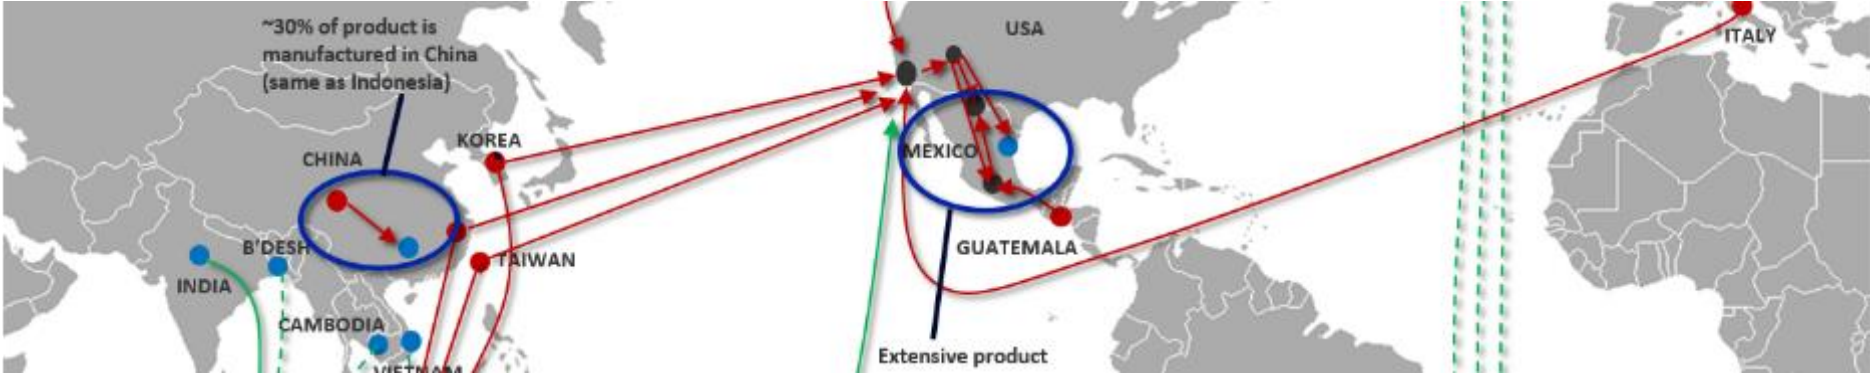 ~30% of product is
manufactured in China
(same as Indonesia)
USA
ITALY
KOREA
CHINA
MEXICO
B'DESH
GUATEMALA
TAIWAN
INDIA
CAMBODIA
Extensive product
VIETNAM